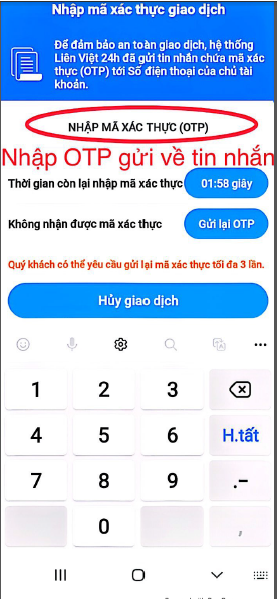 Nhập mã xác thực giao dịch
Để đảm bảo an toàn giao dịch, hệ thống
Liên Việt 24h đã gửi tin nhắn chứa mã xác
thực (OTP) tới Số điện thoại của chủ tài
khoản.
NHẬP MÃ XÁC THỰC (OTP)
Nhập OTP gửi về tin nhắn
Thời gian còn lại nhập mã xác thực 01:58 giây
Không nhận được mã xác thực Gửi lại OTP
Quý khách có thể yêu cầu gửi lại mã xác thực tối đa 3 lần.
Hủy giao dịch
1 2 3
4 5 6 H.tất
7 8 9 .-
0 ,